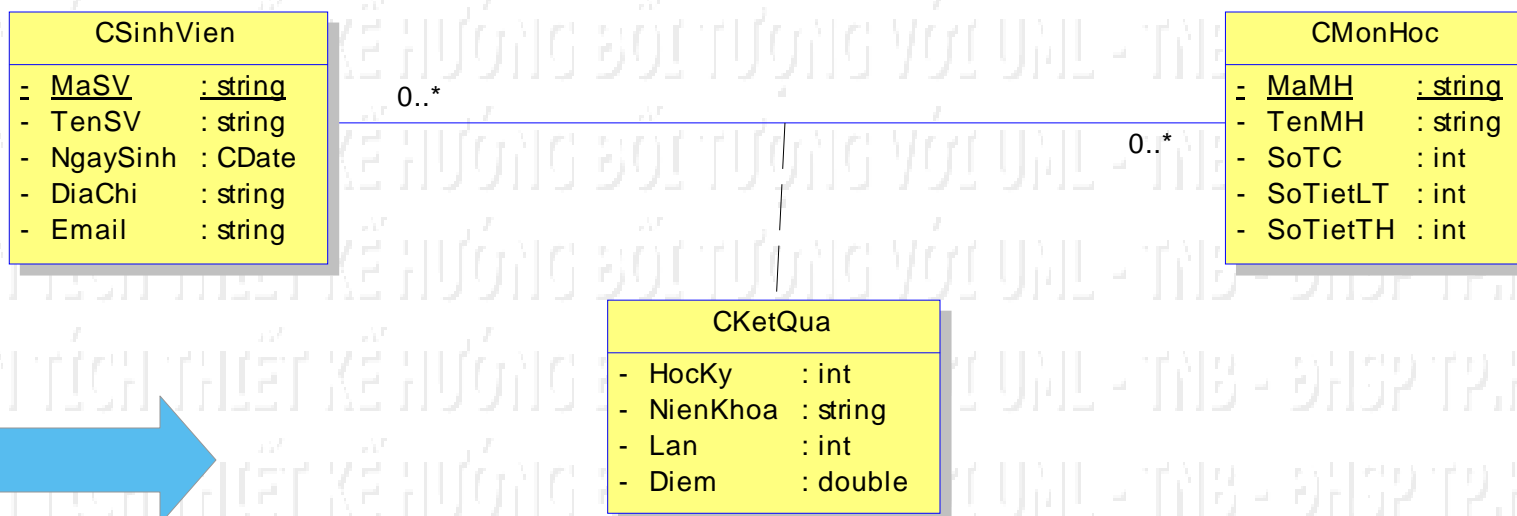 CSinhVien
- MaSV : string
- TenSV : string
- NgaySinh : CDate
- DiaChi : string
- Email : string
0..*
0..*
CMonHoc
- MaMH : string
- TenMH : string
- SoTC : int
- SoTietLT : int
- SoTietTH : int
CKetQua
- HocKy : int
- NienKhoa : string
- Lan : int
- Diem : double